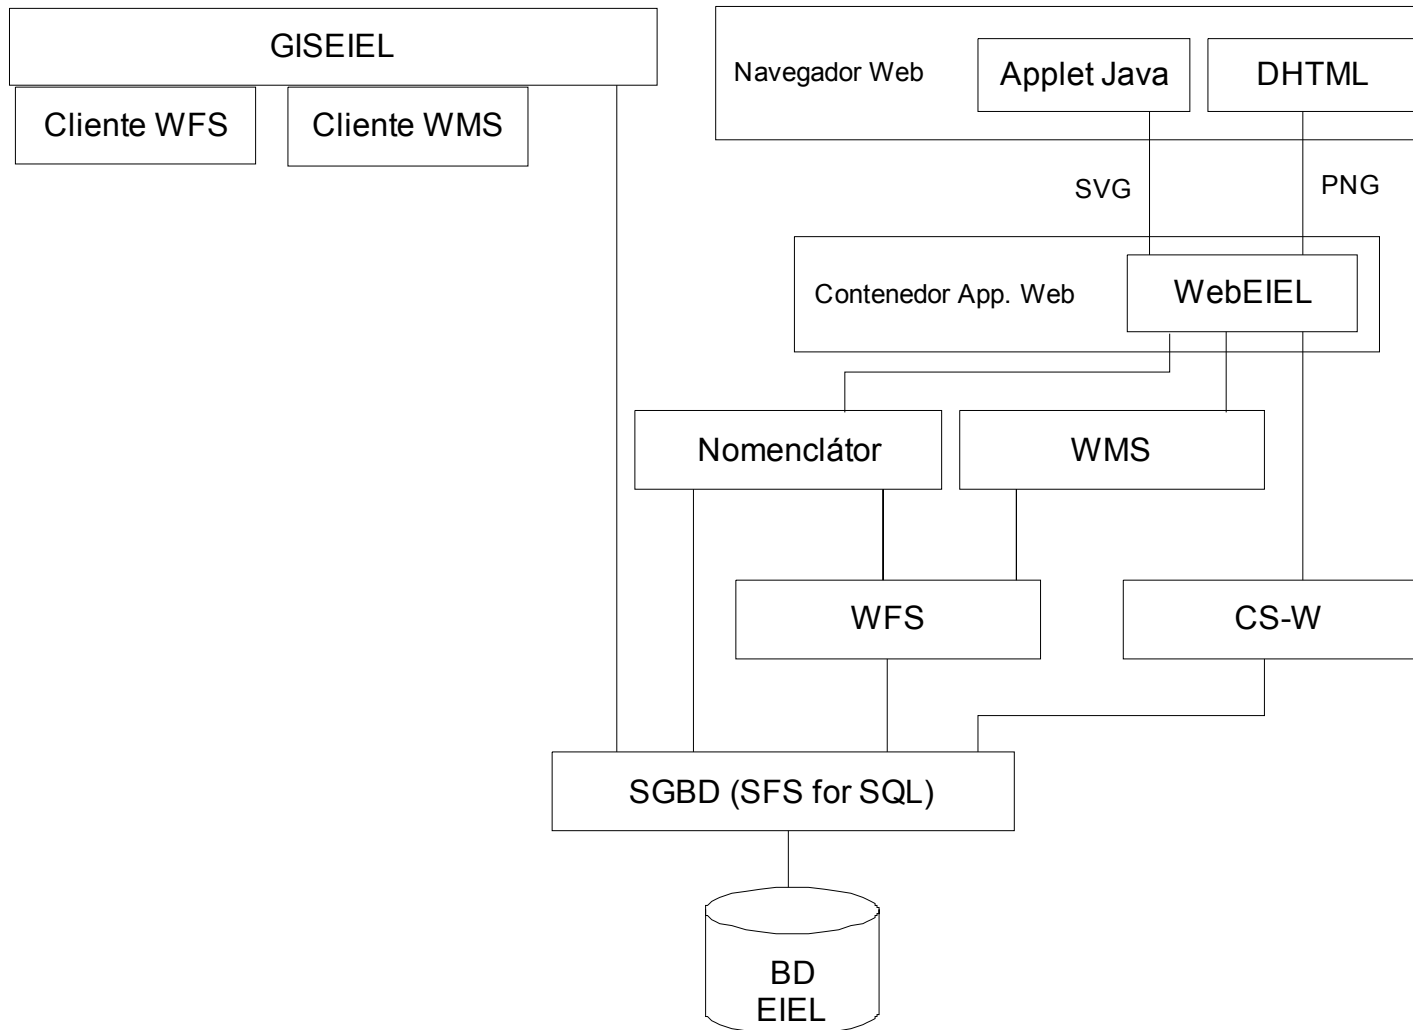 GISEIEL
Cliente WFS
Cliente WMS
Navegador Web
Applet Java
DHTML
SVG
PNG
Contenedor App. Web
WebEIEL
Nomenclátor
WMS
WFS
CS-W
SGBD (SFS for SQL)
BD
EIEL